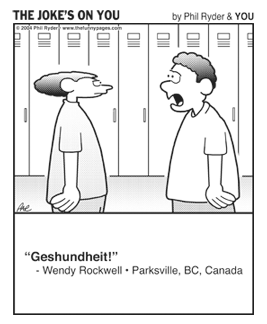 THE JOKE'S ON YOU by Phil Ryder & YOU
© 2004 Phil Ryder www.thefunnypages.com
“Geshundheit!”
- Wendy Rockwell • Parksville, BC, Canada